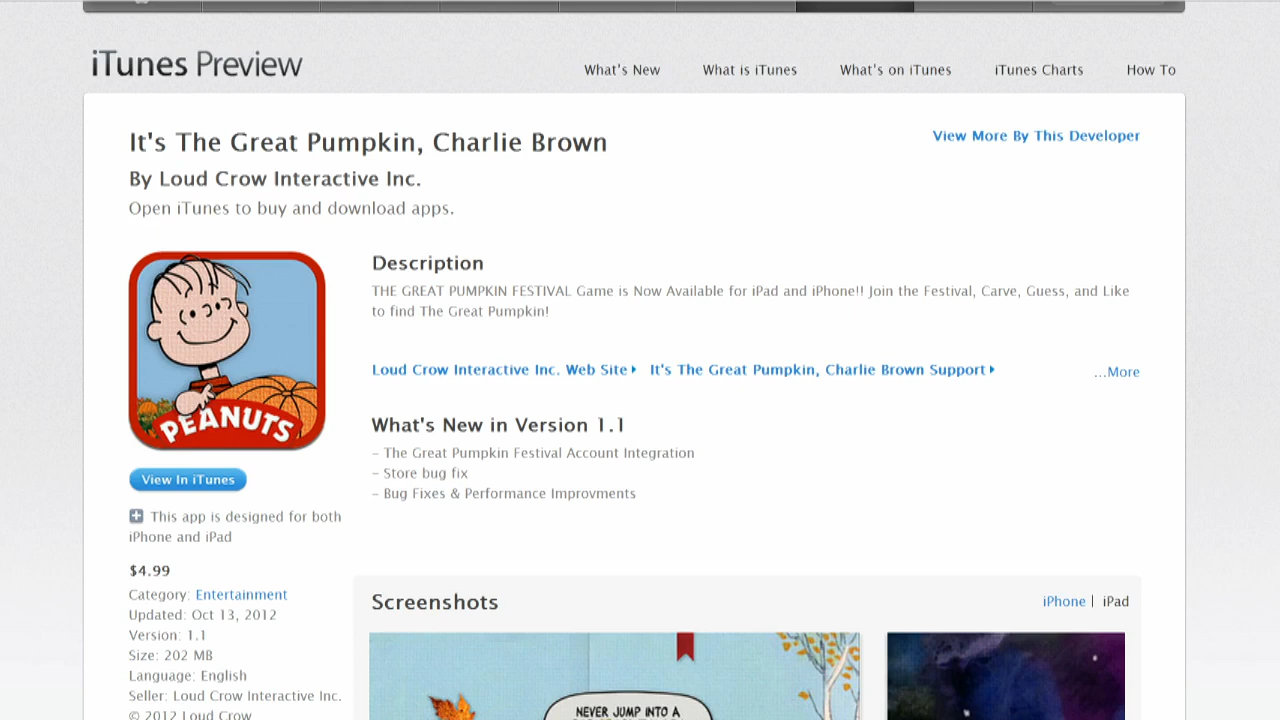 iTunes Preview
What's New
What is iTunes
What's on iTunes
iTunes Charts
How To
It's The Great Pumpkin, Charlie Brown
View More By This Developer
By Loud Crow Interactive Inc.
Open iTunes to buy and download apps.
PEANUTS
View In iTunes
This app is designed for both
iPhone and iPad
$4.99
Category: Entertainment
Updated: Oct 13, 2012
Version: 1.1
Size: 202 MB
Language: English
Seller: Loud Crow Interactive Inc.
© 2012 Loud Crow
Description
THE GREAT PUMPKIN FESTIVAL Game is Now Available for iPad and iPhone!! Join the Festival, Carve, Guess, and Like
to find The Great Pumpkin!
Loud Crow Interactive Inc. Web Site
It's The Great Pumpkin, Charlie Brown Support
...More
What's New in Version 1.1
– The Great Pumpkin Festival Account Integration
– Store bug fix
– Bug Fixes & Performance Improvments
Screenshots
iPhone | iPad
NEVER JUMP INTO A